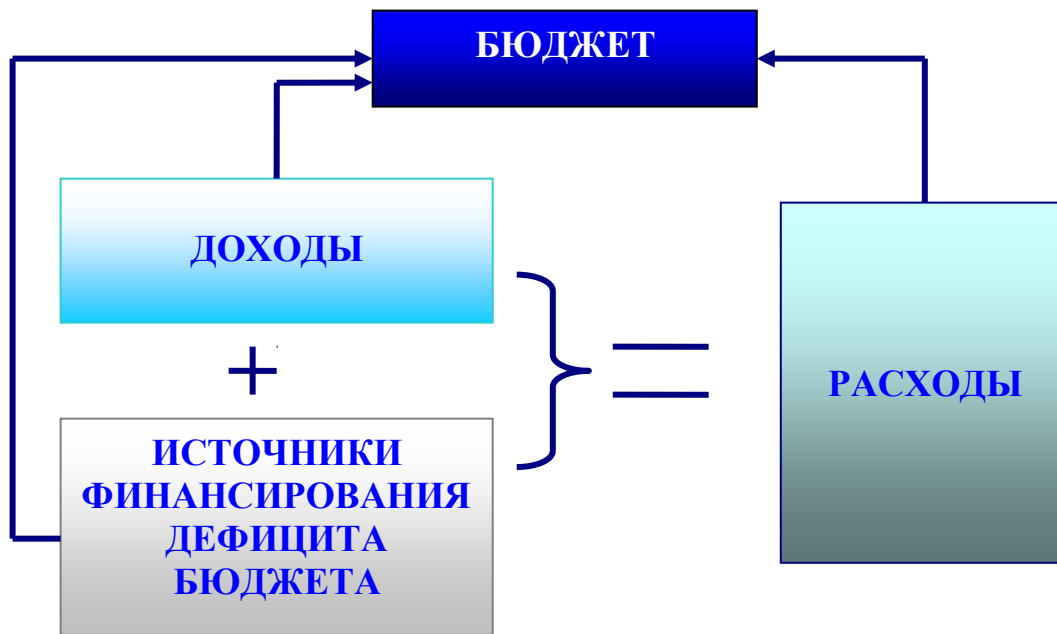 БЮДЖЕТ
ДОХОДЫ
+
ИСТОЧНИКИ
ФИНАНСИРОВАНИЯ
ДЕФИЦИТА
БЮДЖЕТА
=
РАСХОДЫ